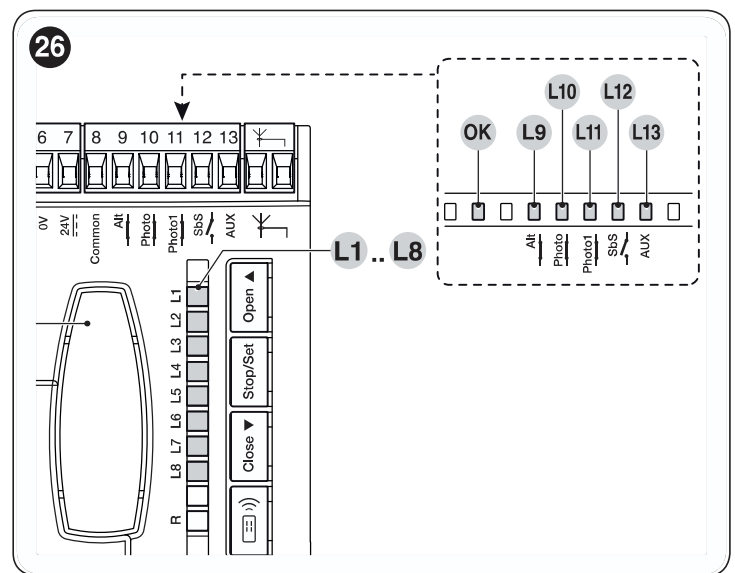 26
L10
L12
OK
L9
L11
L13
6 7 8 9 10 11 12 13
0V
24V
Common
Alt
Photo
Photo1
SbS
AUX
Alt
Photo
Photo1
SbS
AUX
L1 .. L8
L1
L2
L3
L4
L5
L6
L7
L8
R
Open ▲
Stop/Set
Close ▼